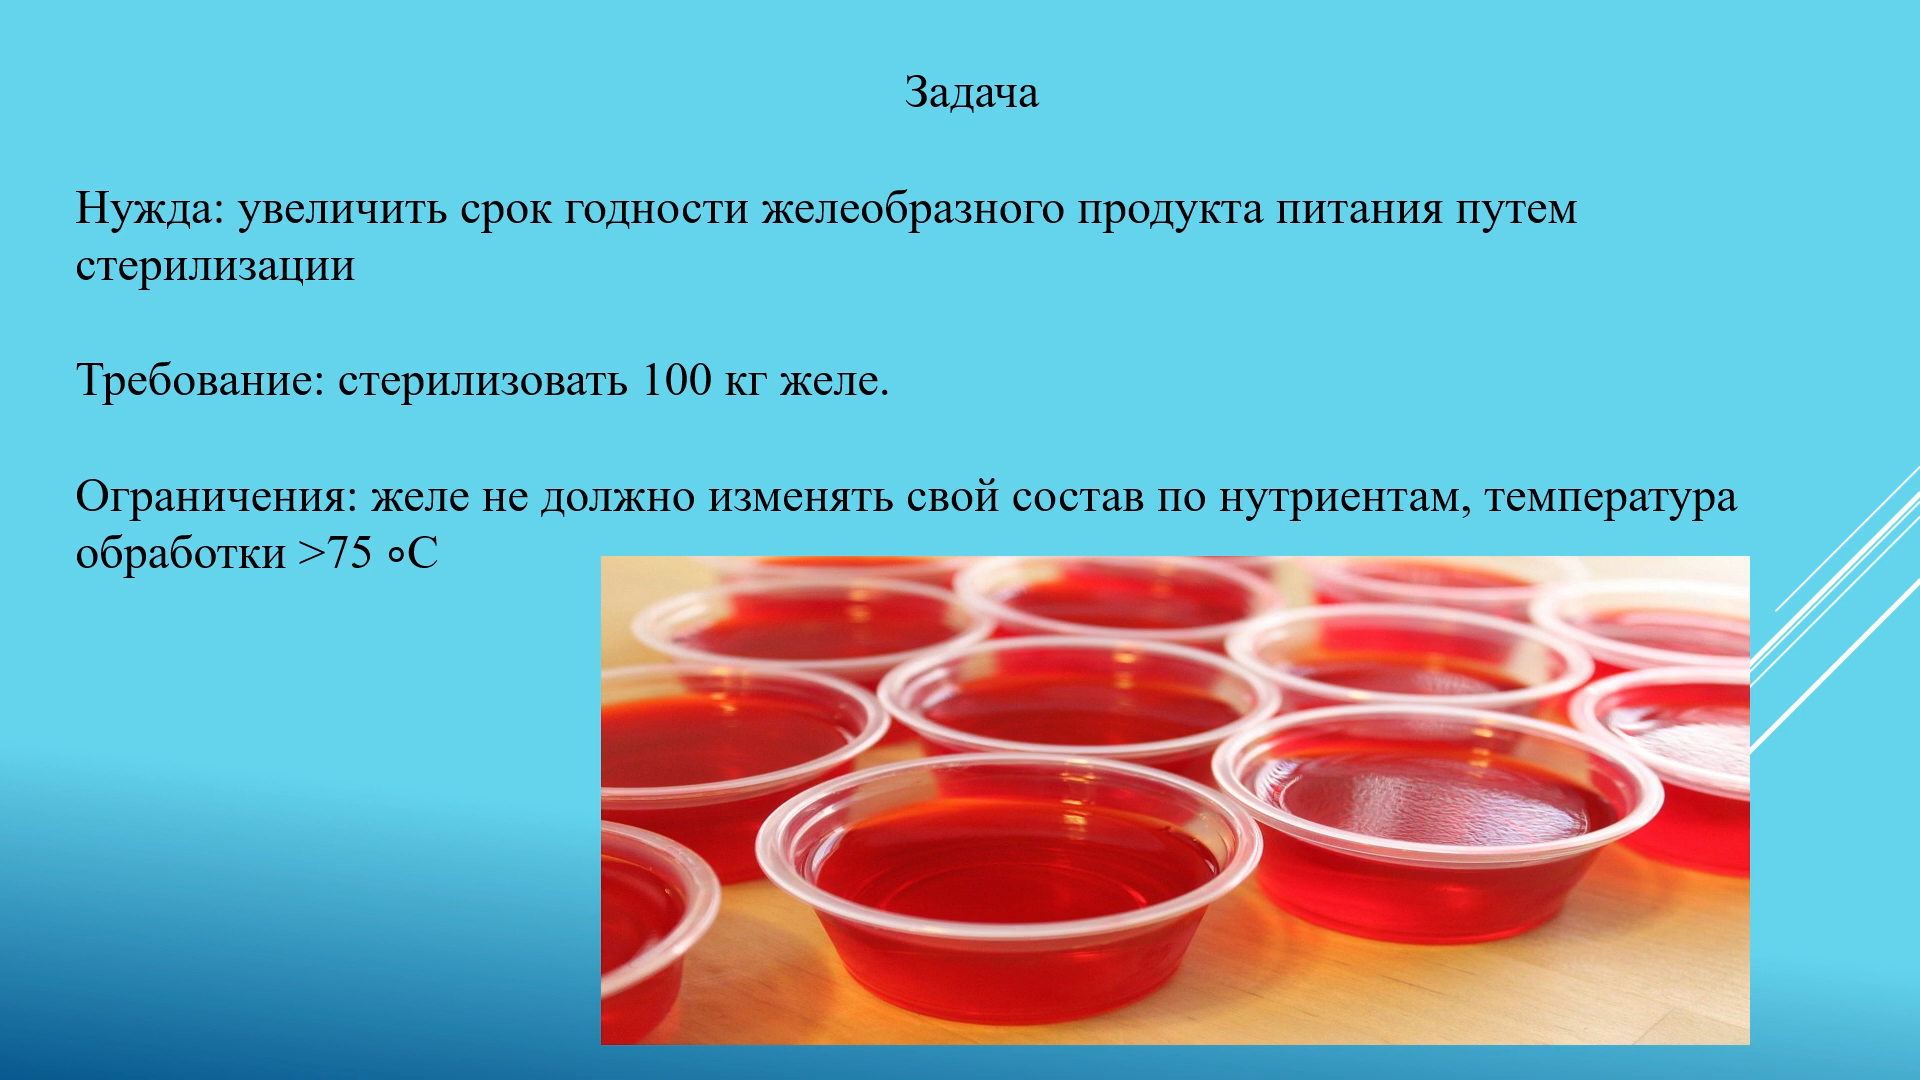 Задача
Нужда: увеличить срок годности желеобразного продукта питания путем
стерилизации
Требование: стерилизовать 100 кг желе.
Ограничения: желе не должно изменять свой состав по нутриентам, температура
обработки >75 ∘С